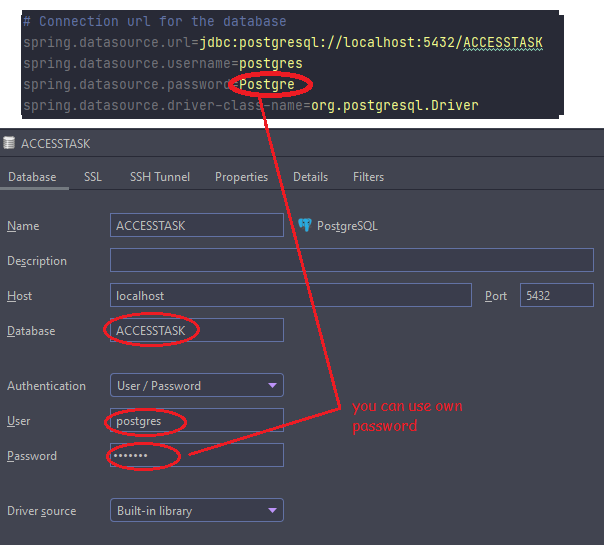 # Connection url for the database
spring.datasource.url=jdbc:postgresql://localhost:5432/ACCESSTASK
spring.datasource.username=postgres
spring.datasource.password=Postgre
spring.datasource.driver-class-name=org.postgresql.Driver
ACCESSTASK
Database SSL SSH Tunnel Properties Details Filters
Name ACCESSTASK PostgreSQL
Description
Host localhost Port 5432
Database ACCESSTASK
Authentication User / Password
you can use own
password
User postgres
Password •••••••
Driver source Built-in library